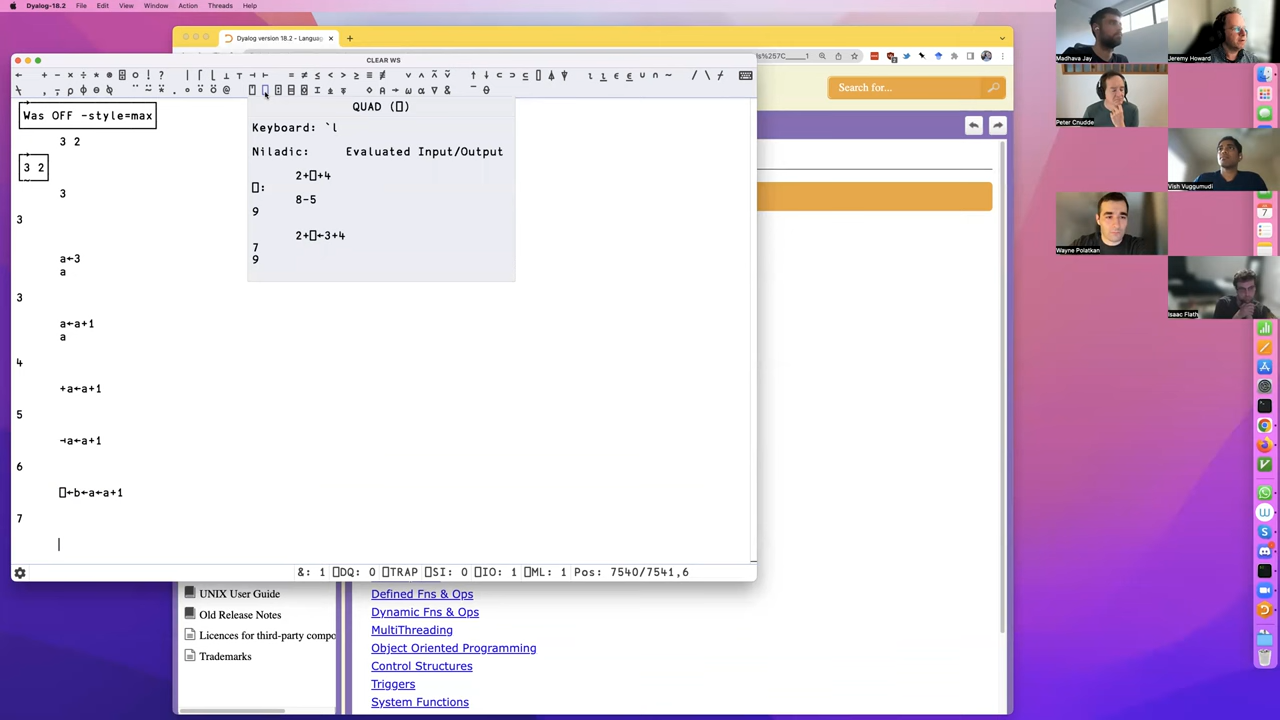 Dyalog-18.2 File Edit View Window Action Threads Help
Dyalog version 18.2 - Langua
CLEAR WS
Search for...
Was OFF -style=max
3 2
3 2
3
3
a←3
a
3
a←a+1
a
4
+a←a+1
5
⊣a←a+1
6
⎕←b←a←a+1
7
QUAD (⎕)
Keyboard: `l
Niladic: Evaluated Input/Output
2+⎕+4
⎕:
8-5
9
2+⎕←3+4
7
9
&: 1 ⎕DQ: 0 ⎕TRAP ⎕SI: 0 ⎕IO: 1 ⎕ML: 1 Pos: 7540/7541,6
UNIX User Guide
Old Release Notes
Licences for third-party compo
Trademarks
Defined Fns & Ops
Dynamic Fns & Ops
MultiThreading
Object Oriented Programming
Control Structures
Triggers
System Functions
Madhava Jay
Jeremy Howard
Peter Cnudde
Vish Vuggumudi
Wayne Polatkan
Isaac Flath